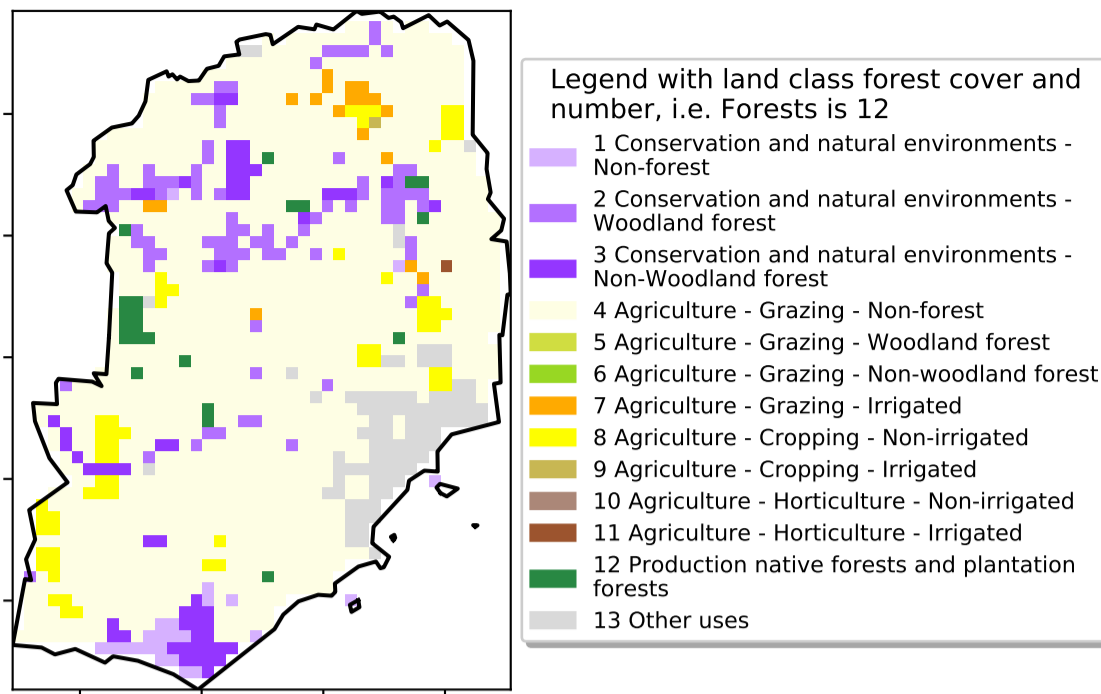 Legend with land class forest cover and
number, i.e. Forests is 12
1 Conservation and natural environments -
Non-forest
2 Conservation and natural environments -
Woodland forest
3 Conservation and natural environments -
Non-Woodland forest
4 Agriculture - Grazing - Non-forest
5 Agriculture - Grazing - Woodland forest
6 Agriculture - Grazing - Non-woodland forest
7 Agriculture - Grazing - Irrigated
8 Agriculture - Cropping - Non-irrigated
9 Agriculture - Cropping - Irrigated
10 Agriculture - Horticulture - Non-irrigated
11 Agriculture - Horticulture - Irrigated
12 Production native forests and plantation
forests
13 Other uses